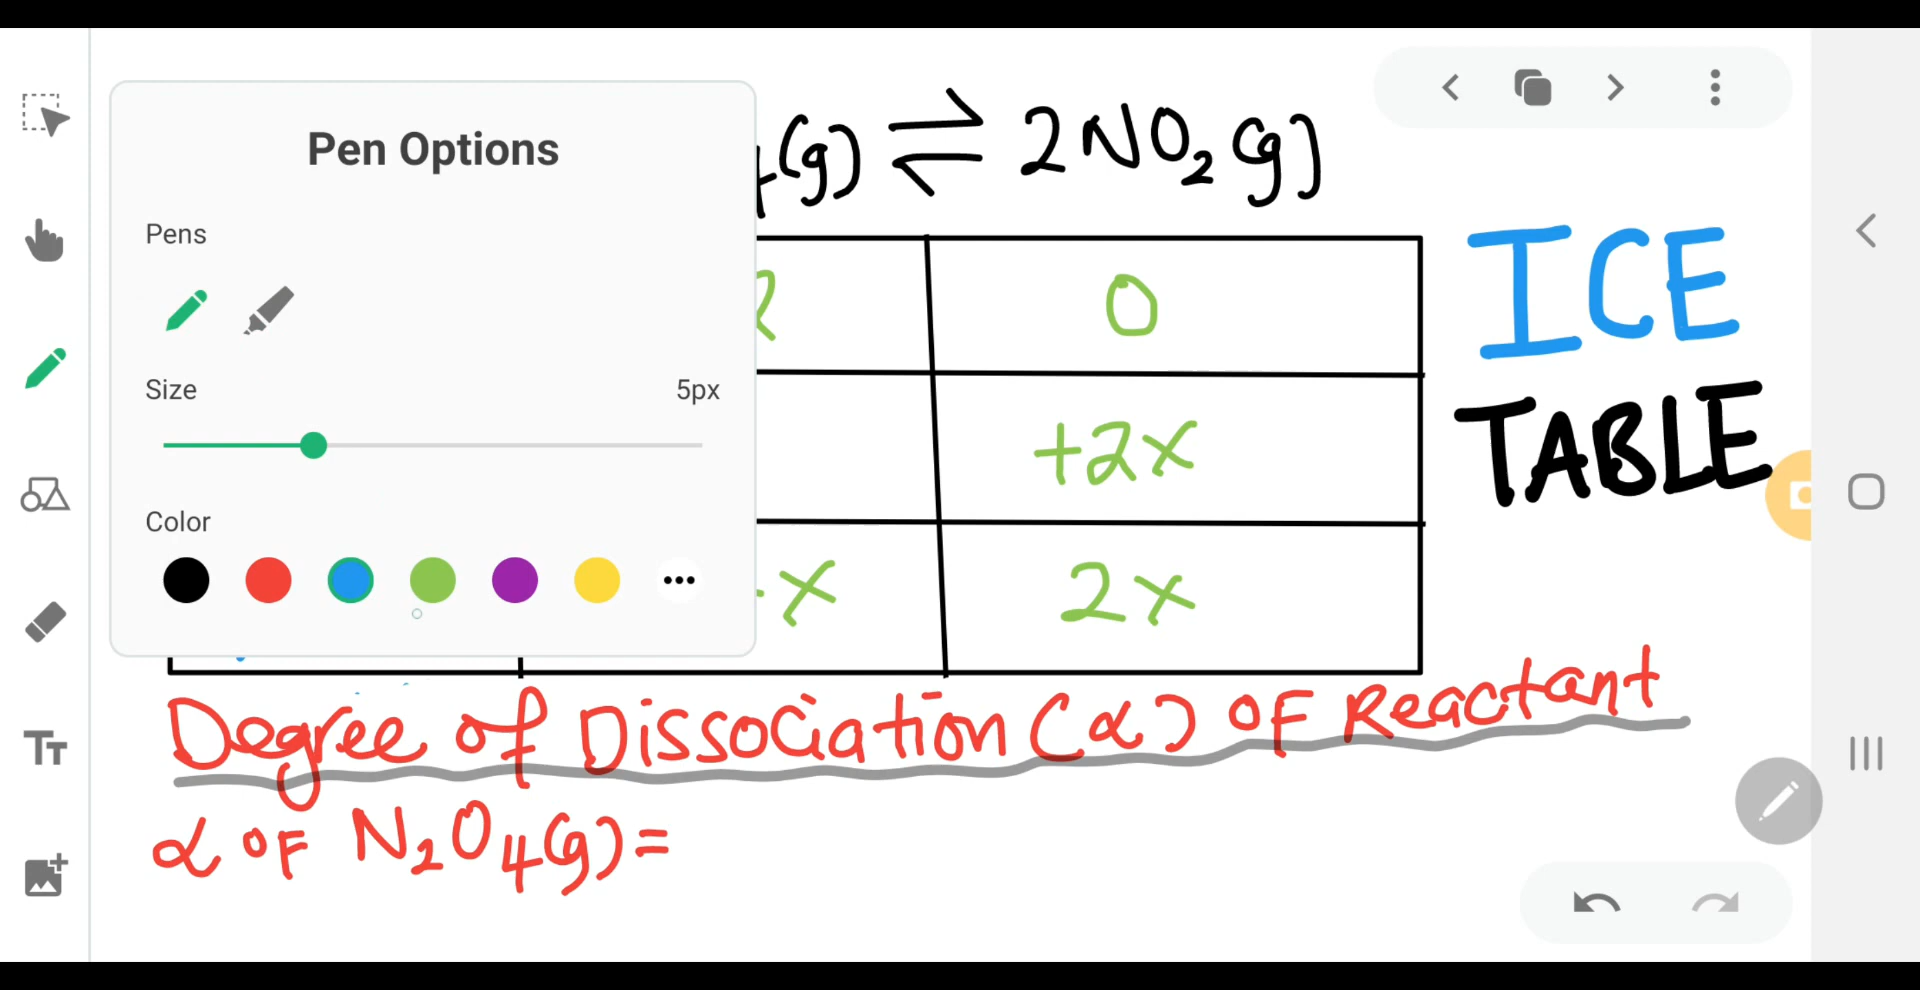 Pen Options
(g) ⇌ 2NO₂(g)
Pens
ICE
0
Size 5px
+2x
TABLE
Color
x
2x
Degree of Dissociation (α) OF Reactant
α OF N₂O₄(g) =
Tт